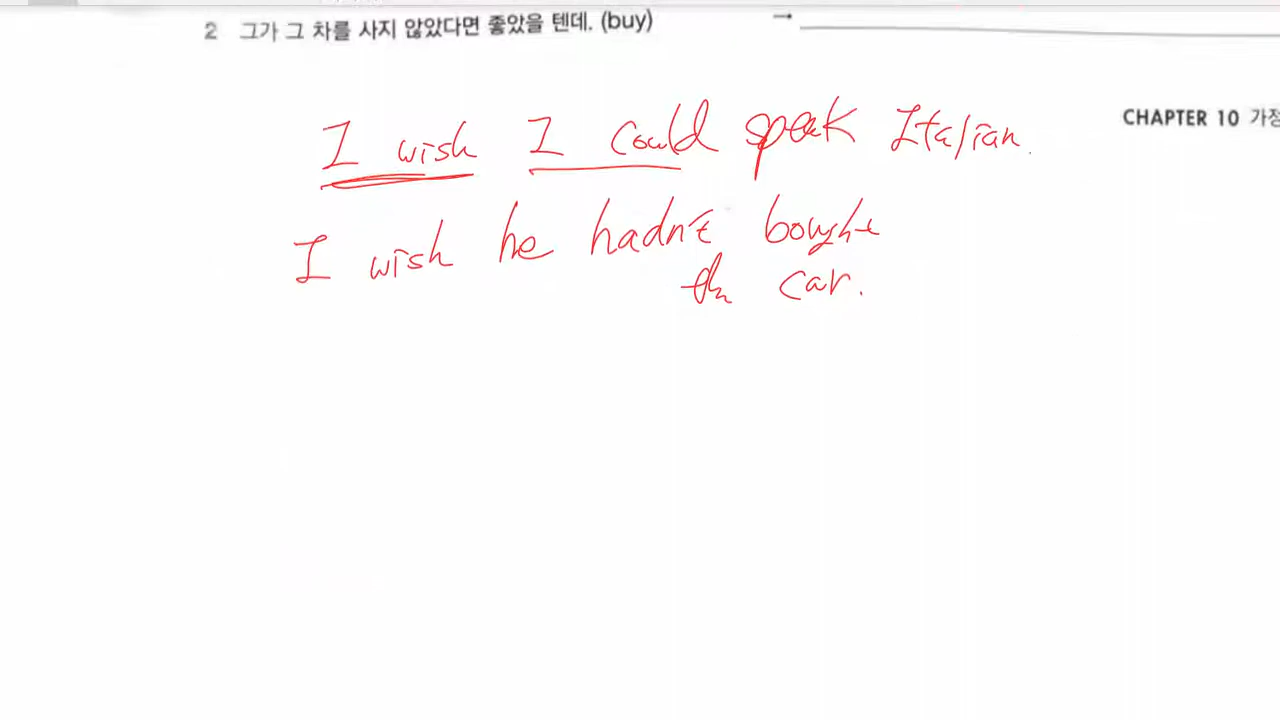 2 그가 그 차를 사지 않았다면 좋았을 텐데. (buy) →
CHAPTER 10 가정
I wish I could speak Italian.
I wish he hadn't bought
the car.